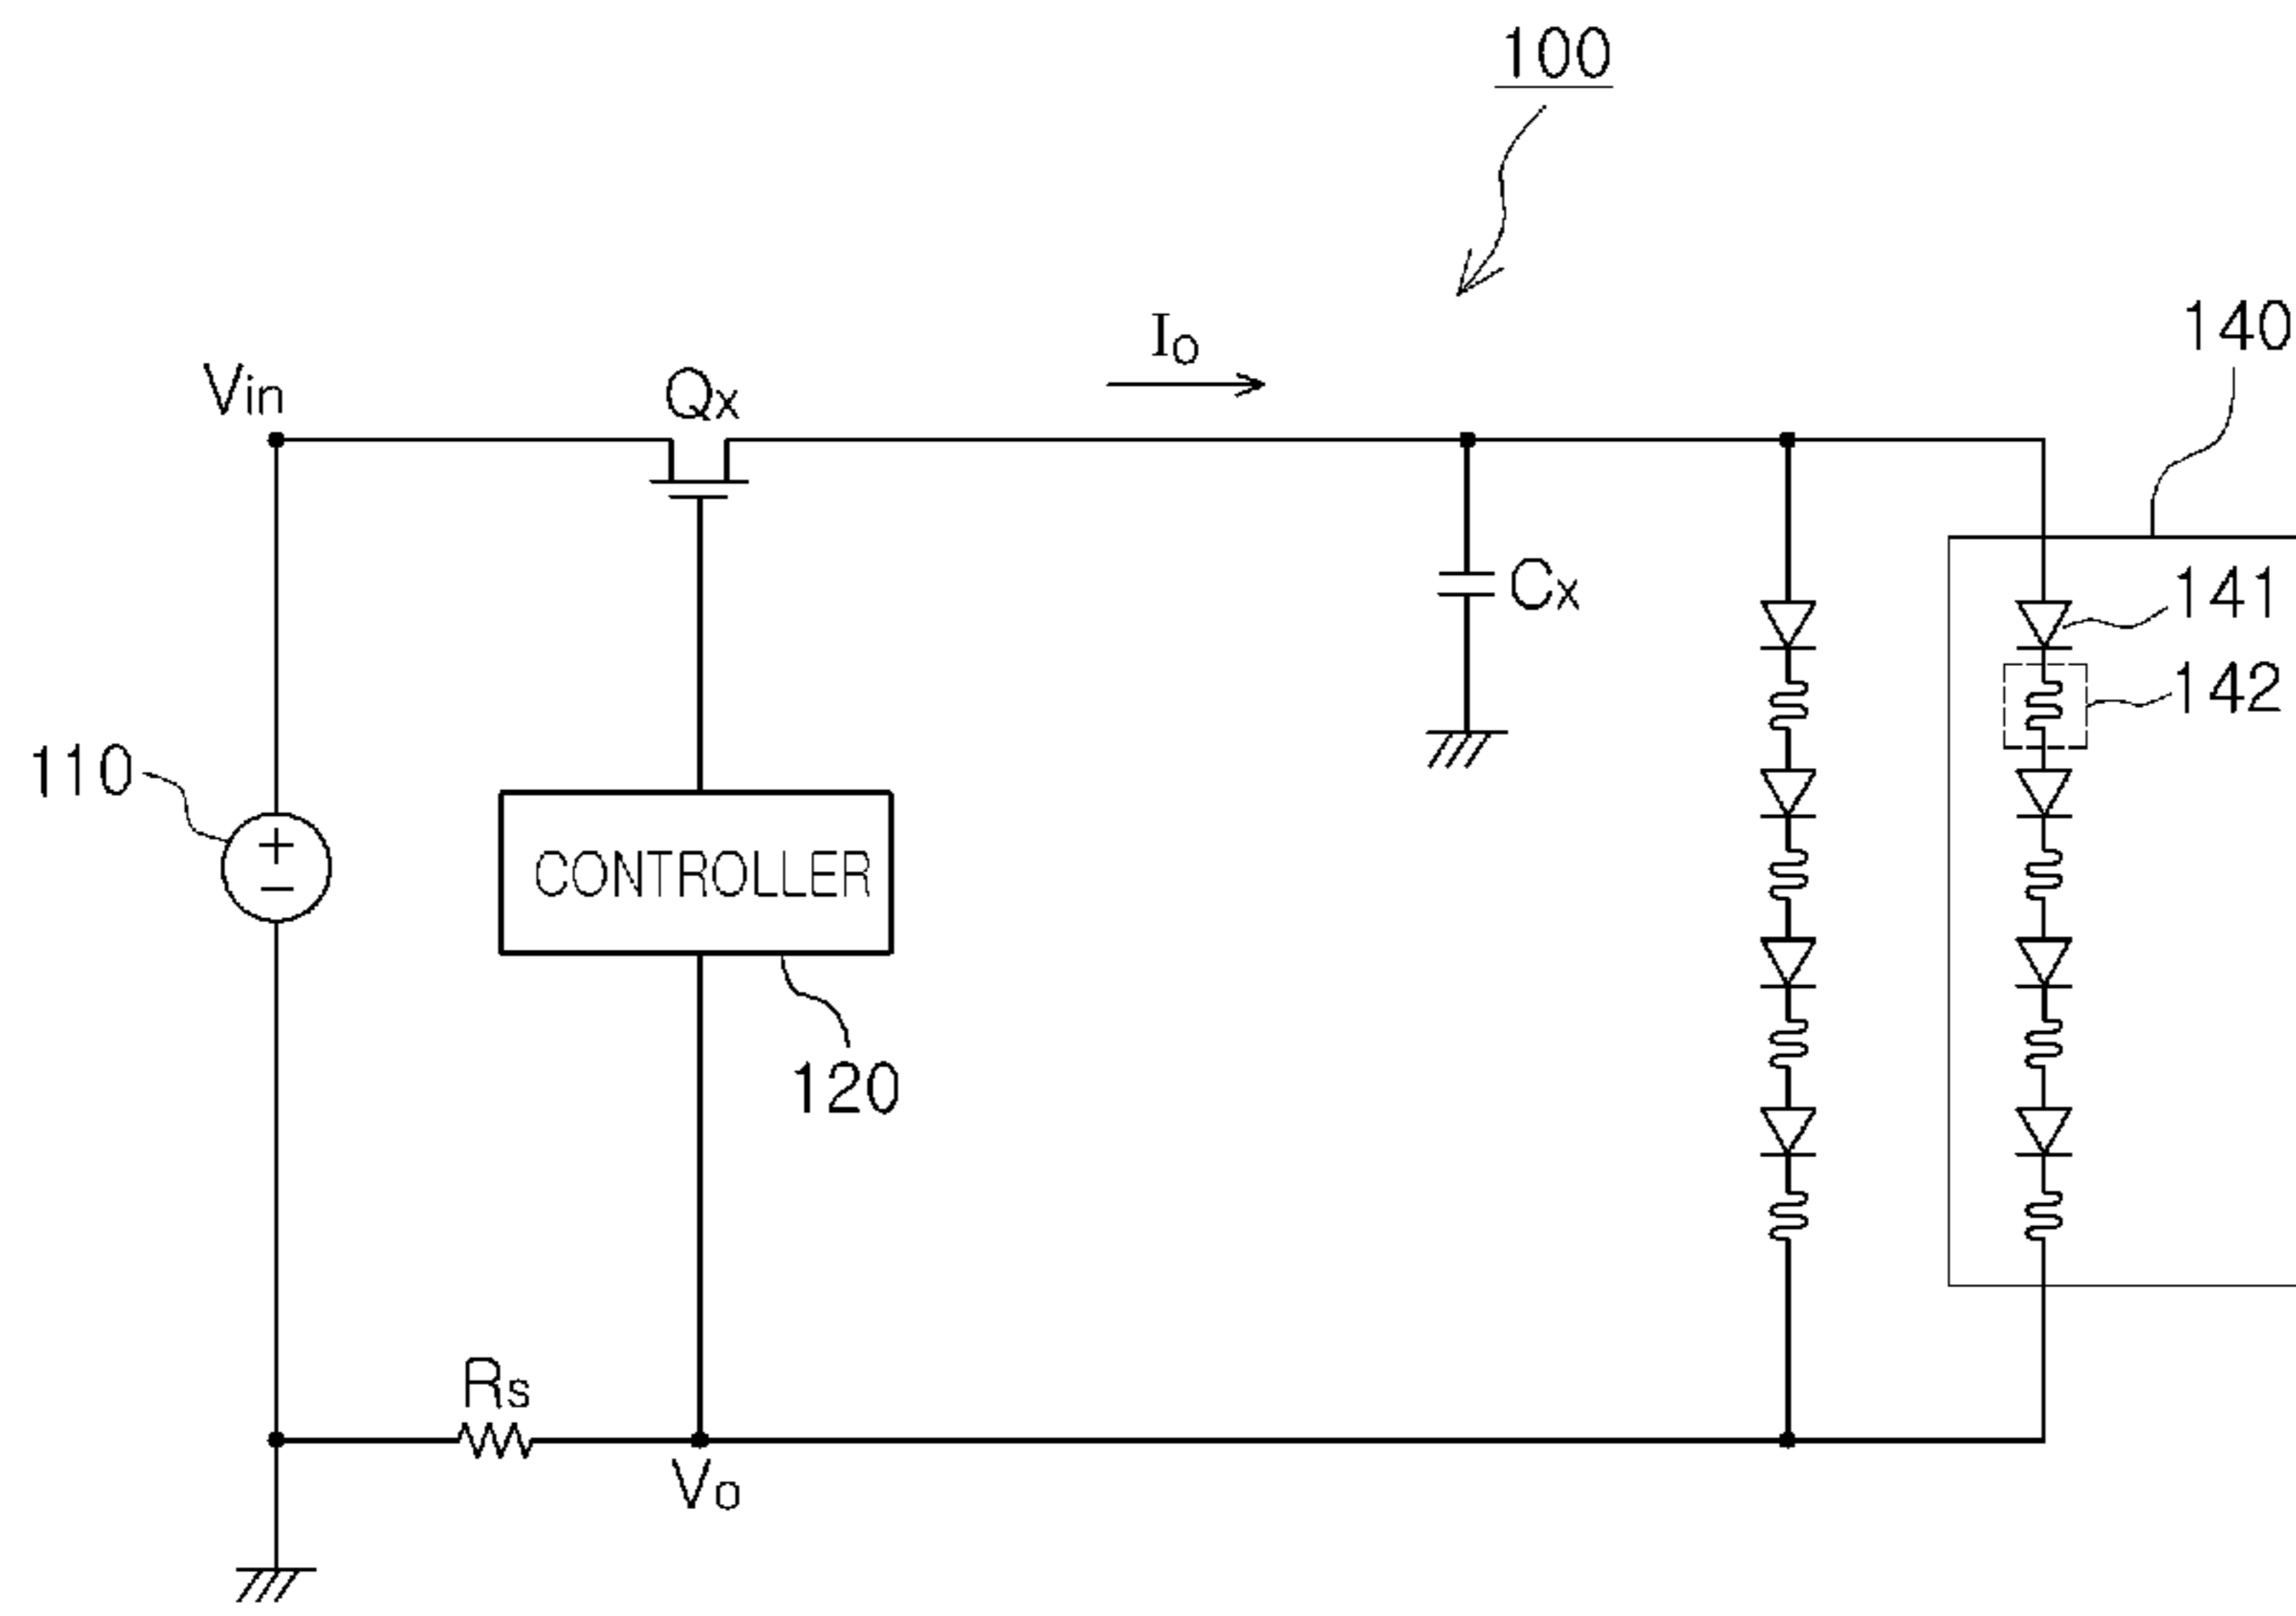 100
Io
140
Vin
Qx
Cx
141
142
110
+
−
CONTROLLER
120
Rs
Vo